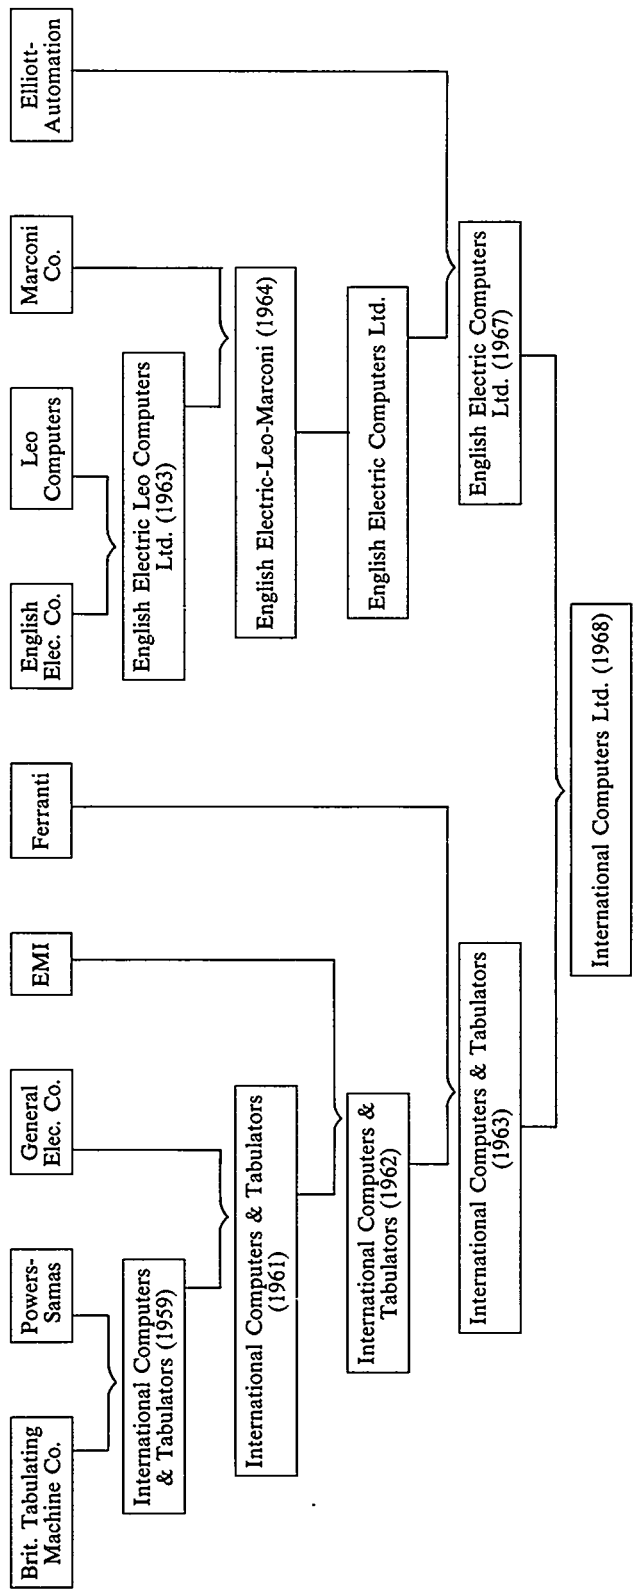 Brit. Tabulating
Machine Co.
Powers-
Samas
General
Elec. Co.
EMI
Ferranti
English
Elec. Co.
Leo
Computers
Marconi
Co.
Elliott-
Automation
International Computers
& Tabulators (1959)
English Electric Leo Computers
Ltd. (1963)
International Computers & Tabulators
(1961)
English Electric-Leo-Marconi (1964)
International Computers &
Tabulators (1962)
English Electric Computers Ltd.
International Computers & Tabulators
(1963)
English Electric Computers
Ltd. (1967)
International Computers Ltd. (1968)